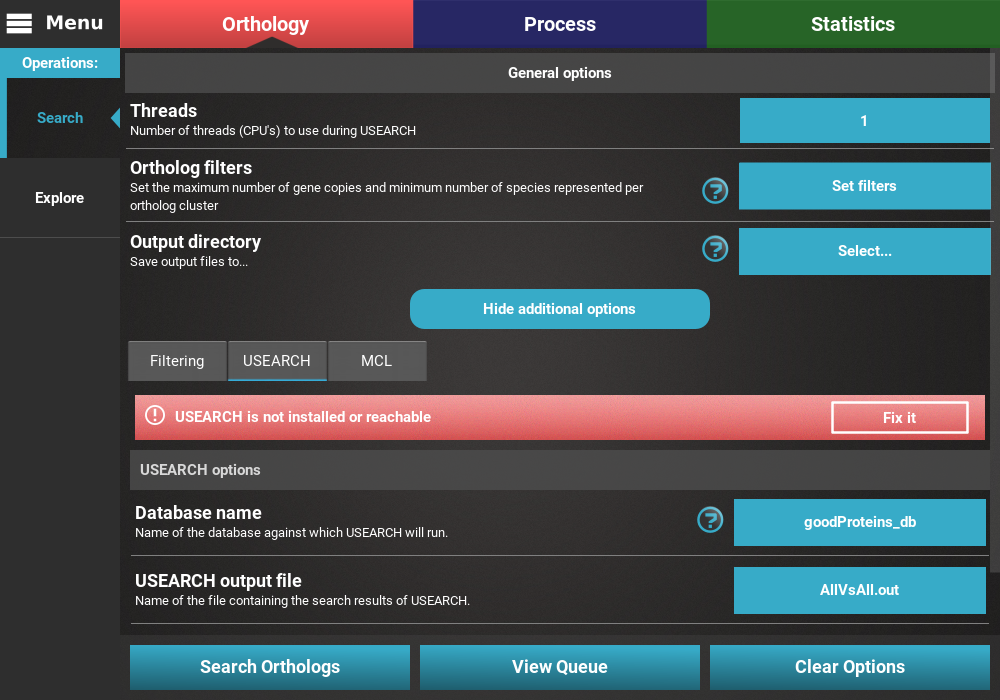 Menu
Orthology
Process
Statistics
Operations:
Search
Explore
General options
Threads
Number of threads (CPU's) to use during USEARCH
1
Ortholog filters
Set the maximum number of gene copies and minimum number of species represented per
ortholog cluster
?
Set filters
Output directory
Save output files to...
?
Select...
Hide additional options
Filtering
USEARCH
MCL
USEARCH is not installed or reachable
Fix it
USEARCH options
Database name
Name of the database against which USEARCH will run.
?
goodProteins_db
USEARCH output file
Name of the file containing the search results of USEARCH.
AllVsAll.out
Search Orthologs
View Queue
Clear Options